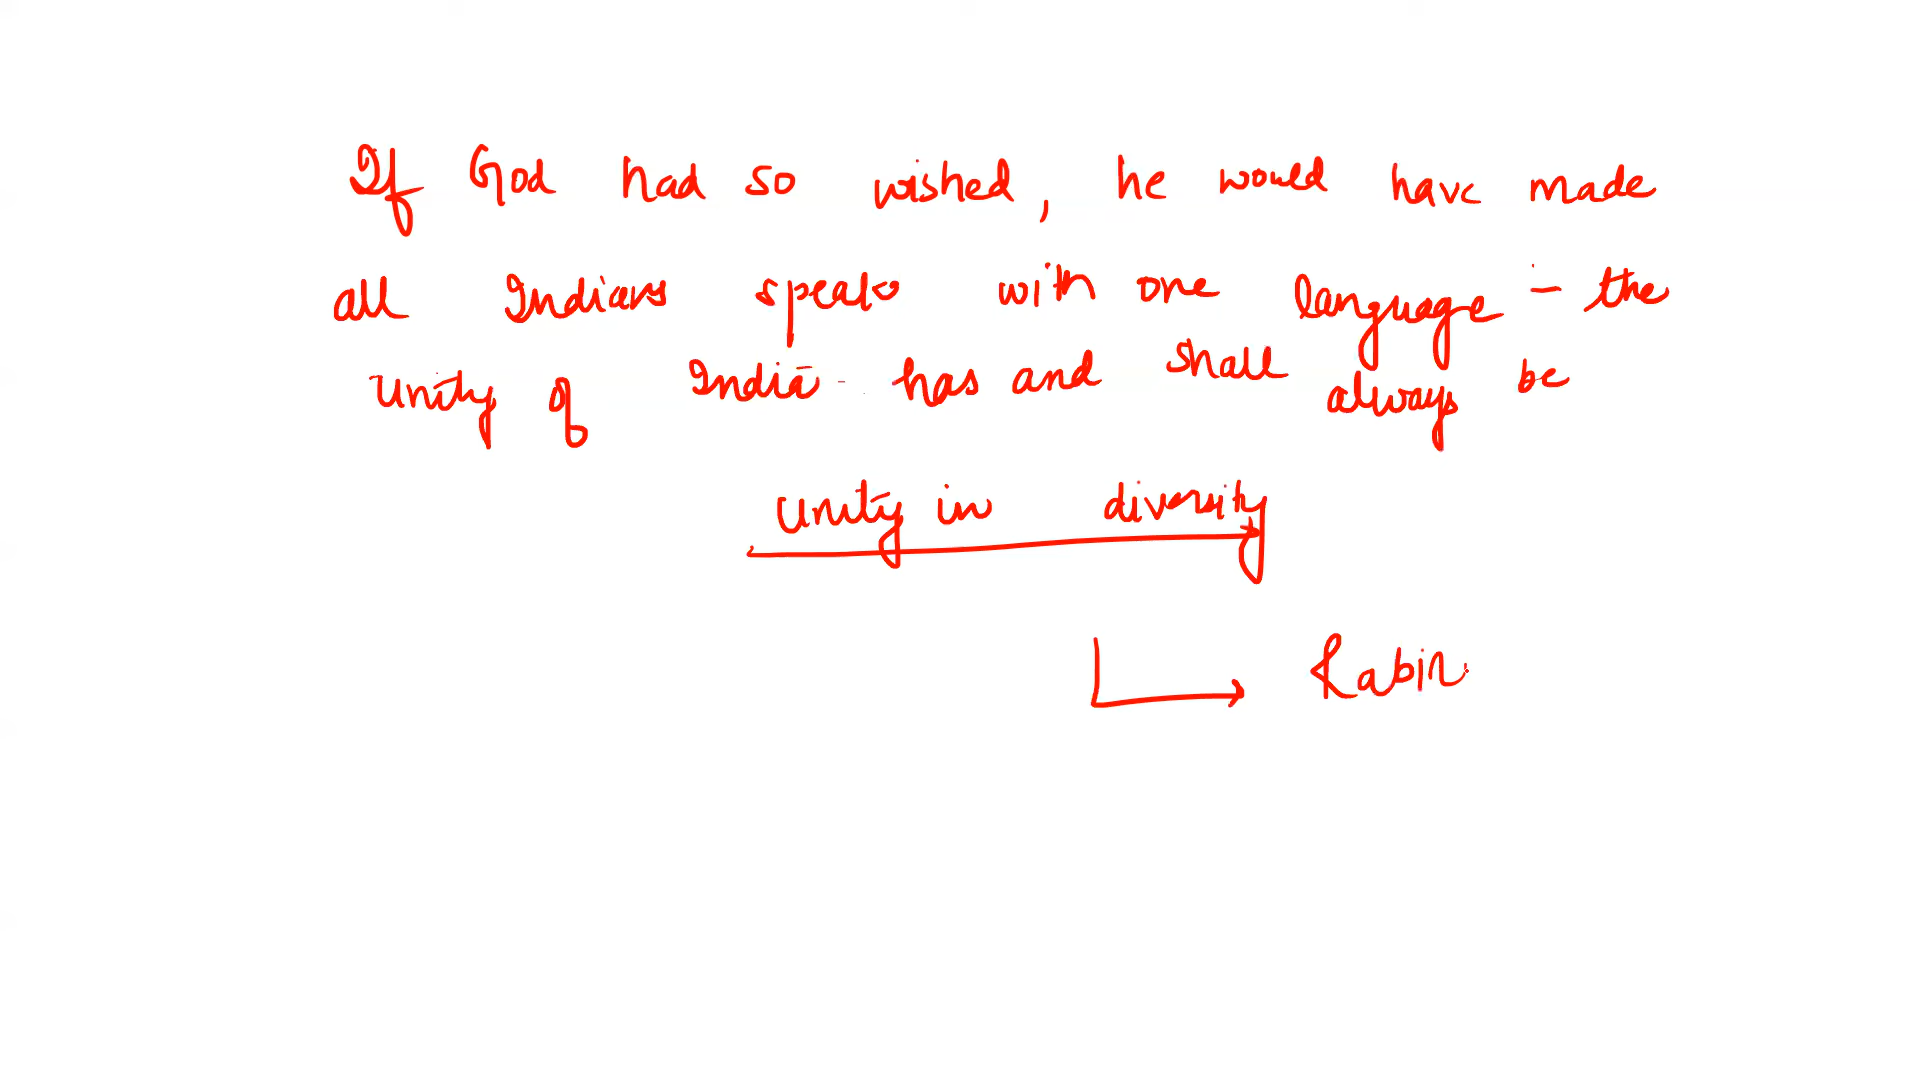 If God had so wished, he would have made
all Indians speak with one language - the
unity of India has and shall always be
unity in diversity
Rabin